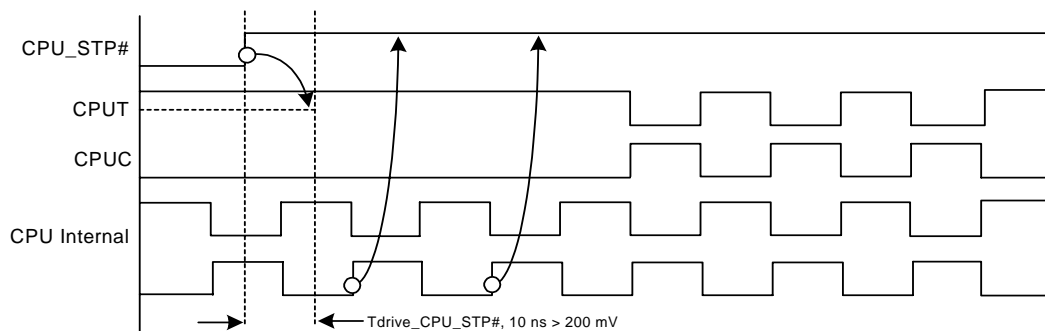 CPU_STP#
CPUT
CPUC
CPU Internal
Tdrive_CPU_STP#, 10 ns > 200 mV